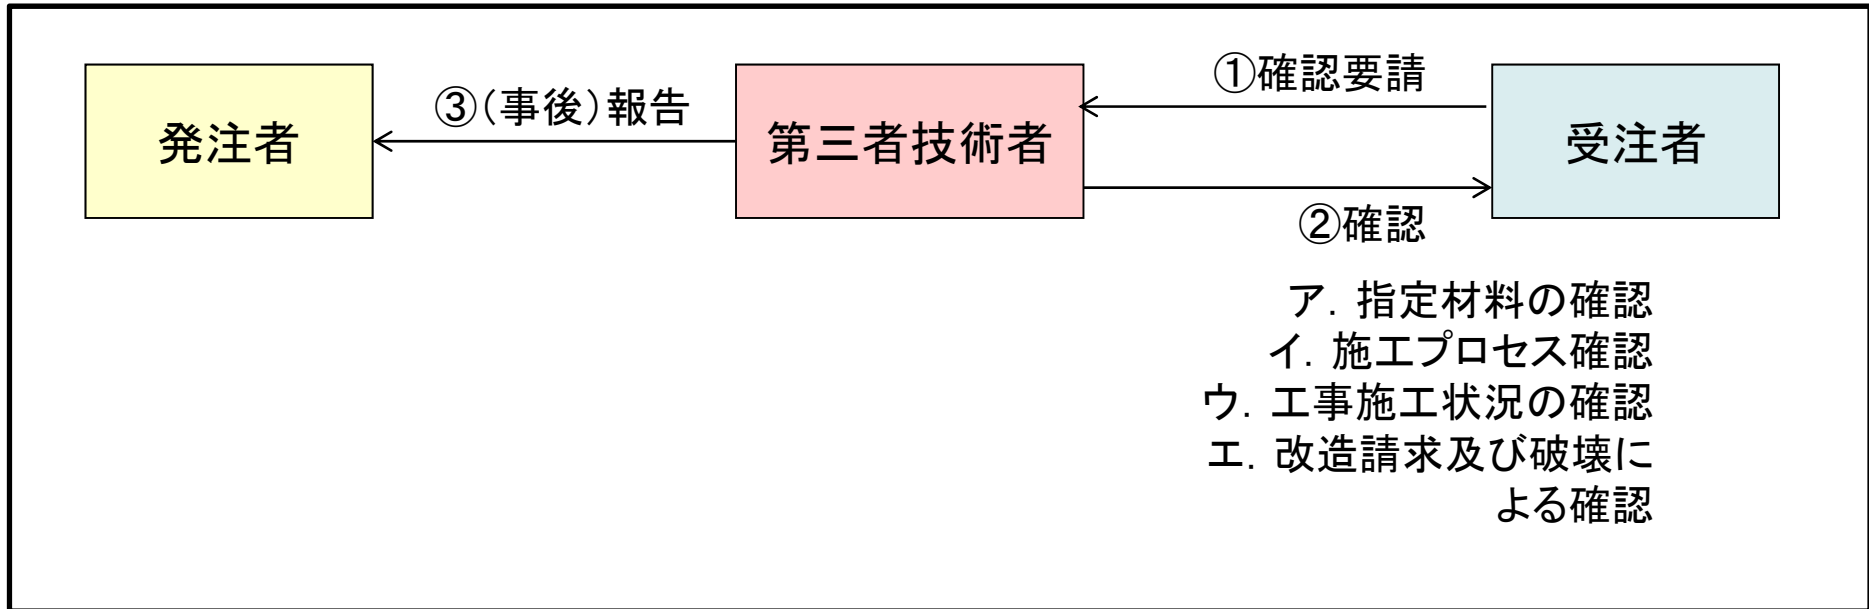 発注者
③(事後)報告
第三者技術者
①確認要請
受注者
②確認
ア. 指定材料の確認
イ. 施工プロセス確認
ウ. 工事施工状況の確認
エ. 改造請求及び破壊に
よる確認